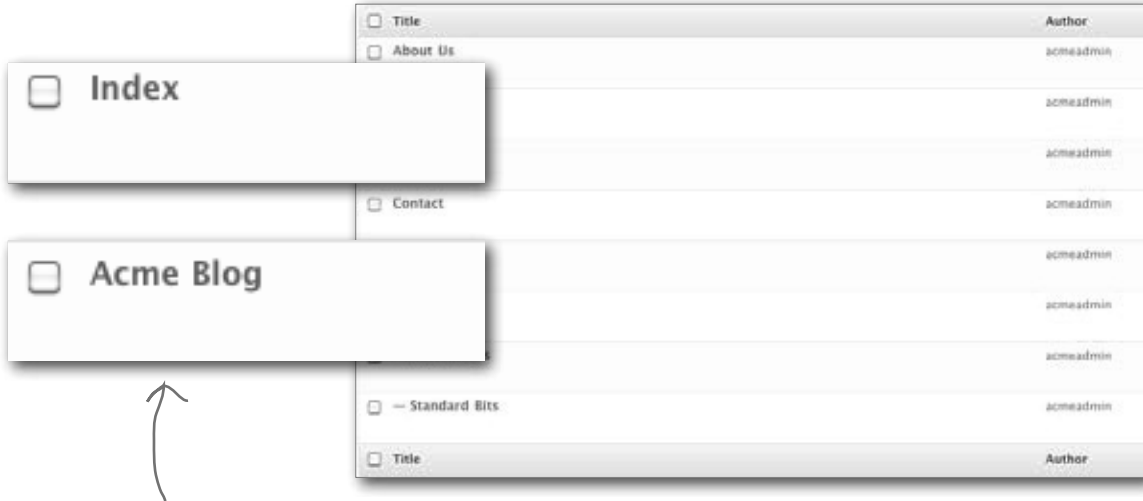 Title Author
About Us acmeadmin
Index
acmeadmin
acmeadmin
Contact acmeadmin
Acme Blog
acmeadmin
acmeadmin
acmeadmin
— Standard Bits acmeadmin
Title Author